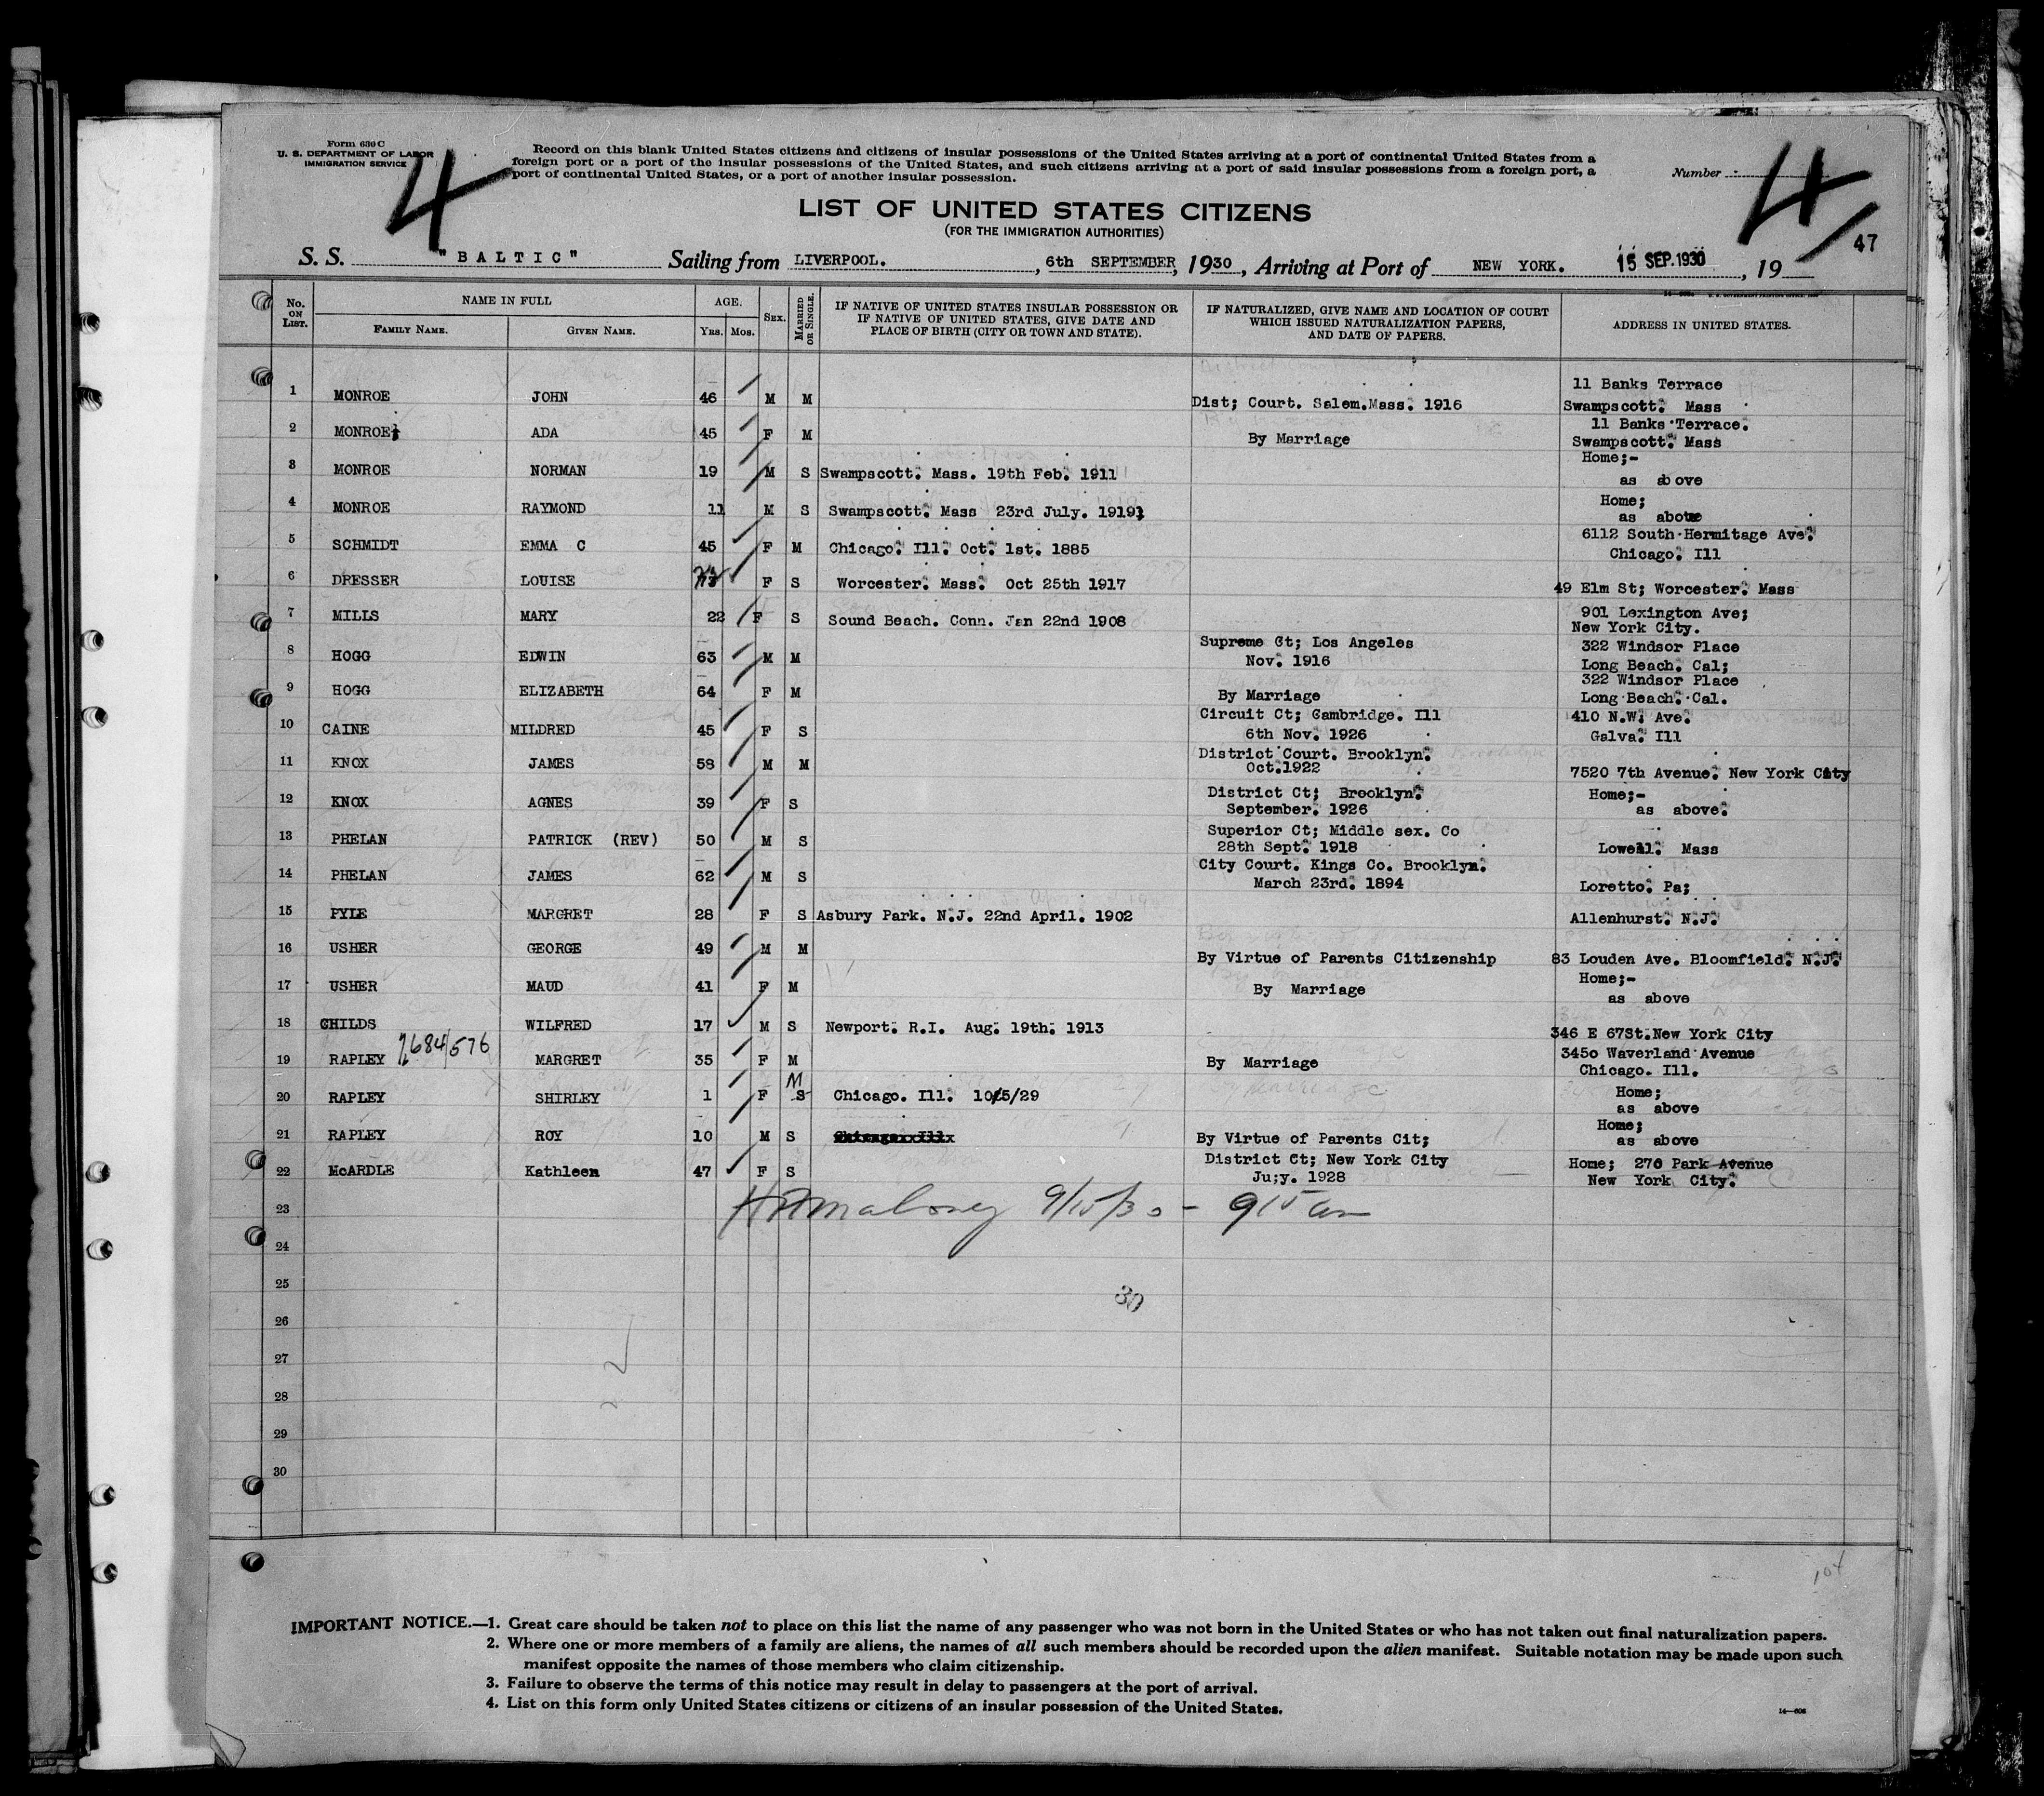 Form 630 C
U. S. DEPARTMENT OF LABOR
IMMIGRATION SERVICE
4
Record on this blank United States citizens and citizens of insular possessions of the United States arriving at a port of continental United States from a
foreign port or a port of the insular possessions of the United States, and such citizens arriving at a port of said insular possessions from a foreign port, a
port of continental United States, or a port of another insular possession.
Number
4
47
LIST OF UNITED STATES CITIZENS
(FOR THE IMMIGRATION AUTHORITIES)
S. S. "BALTIC" Sailing from LIVERPOOL. , 6th SEPTEMBER, 1930, Arriving at Port of NEW YORK. 15 SEP.1930, 19
No. ON LIST. NAME IN FULL FAMILY NAME. GIVEN NAME. AGE. YRS. MOS. SEX. MARRIED OR SINGLE. IF NATIVE OF UNITED STATES INSULAR POSSESSION OR IF NATIVE OF UNITED STATES, GIVE DATE AND PLACE OF BIRTH (CITY OR TOWN AND STATE). IF NATURALIZED, GIVE NAME AND LOCATION OF COURT WHICH ISSUED NATURALIZATION PAPERS, AND DATE OF PAPERS. ADDRESS IN UNITED STATES.
1 MONROE JOHN 46 M M Dist; Court. Salem.Mass. 1916 11 Banks Terrace Swampscott. Mass
2 MONROE ADA 45 F M By Marriage 11 Banks Terrace. Swampscott. Mass
3 MONROE NORMAN 19 M S Swampscott. Mass. 19th Feb. 1911 Home;- as above
4 MONROE RAYMOND 11 M S Swampscott. Mass 23rd July. 1919 Home; as above
5 SCHMIDT EMMA C 45 F M Chicago. Ill. Oct. 1st. 1885 6112 South Hermitage Ave. Chicago. Ill
6 DRESSER LOUISE F S Worcester. Mass. Oct 25th 1917 49 Elm St; Worcester. Mass
7 MILLS MARY 22 F S Sound Beach. Conn. Jan 22nd 1908 901 Lexington Ave; New York City.
8 HOGG EDWIN 63 M M Supreme Ct; Los Angeles Nov. 1916 322 Windsor Place Long Beach. Cal;
9 HOGG ELIZABETH 64 F M By Marriage 322 Windsor Place Long Beach. Cal.
10 CAINE MILDRED 45 F S Circuit Ct; Cambridge. Ill 6th Nov. 1926 410 N.W. Ave. Galva. Ill
11 KNOX JAMES 58 M M District Court. Brooklyn. Oct.1922 7520 7th Avenue. New York City
12 KNOX AGNES 39 F S District Ct; Brooklyn. September. 1926 Home;- as above.
13 PHELAN PATRICK (REV) 50 M S Superior Ct; Middle sex. Co 28th Sept. 1918 Lowell. Mass
14 PHELAN JAMES 62 M S City Court. Kings Co. Brooklyn. March 23rd. 1894 Loretto. Pa;
15 PYLE MARGRET 28 F S Asbury Park. N.J. 22nd April. 1902 Allenhurst. N.J.
16 USHER GEORGE 49 M M By Virtue of Parents Citizenship 83 Louden Ave. Bloomfield. N.J.
17 USHER MAUD 41 F M By Marriage Home;- as above
18 CHILDS WILFRED 17 M S Newport. R.I. Aug. 19th. 1913 346 E 67St.New York City
19 RAPLEY 2684/576 MARGRET 35 F M By Marriage 3450 Waverland Avenue Chicago. Ill.
20 RAPLEY SHIRLEY 1 F M S Chicago. Ill. 10/5/29 Home; as above
21 RAPLEY ROY 10 M S Chicago. Ill By Virtue of Parents Cit; Home; as above
22 McARDLE Kathleen 47 F S District Ct; New York City Ju;y. 1928 Home; 270 Park Avenue New York City.
23 Maloney 9/15/30 - 915 am
24
25
30
26
27
28
29
30
IMPORTANT NOTICE.—1. Great care should be taken not to place on this list the name of any passenger who was not born in the United States or who has not taken out final naturalization papers.
2. Where one or more members of a family are aliens, the names of all such members should be recorded upon the alien manifest. Suitable notation may be made upon such
manifest opposite the names of those members who claim citizenship.
3. Failure to observe the terms of this notice may result in delay to passengers at the port of arrival.
4. List on this form only United States citizens or citizens of an insular possession of the United States.